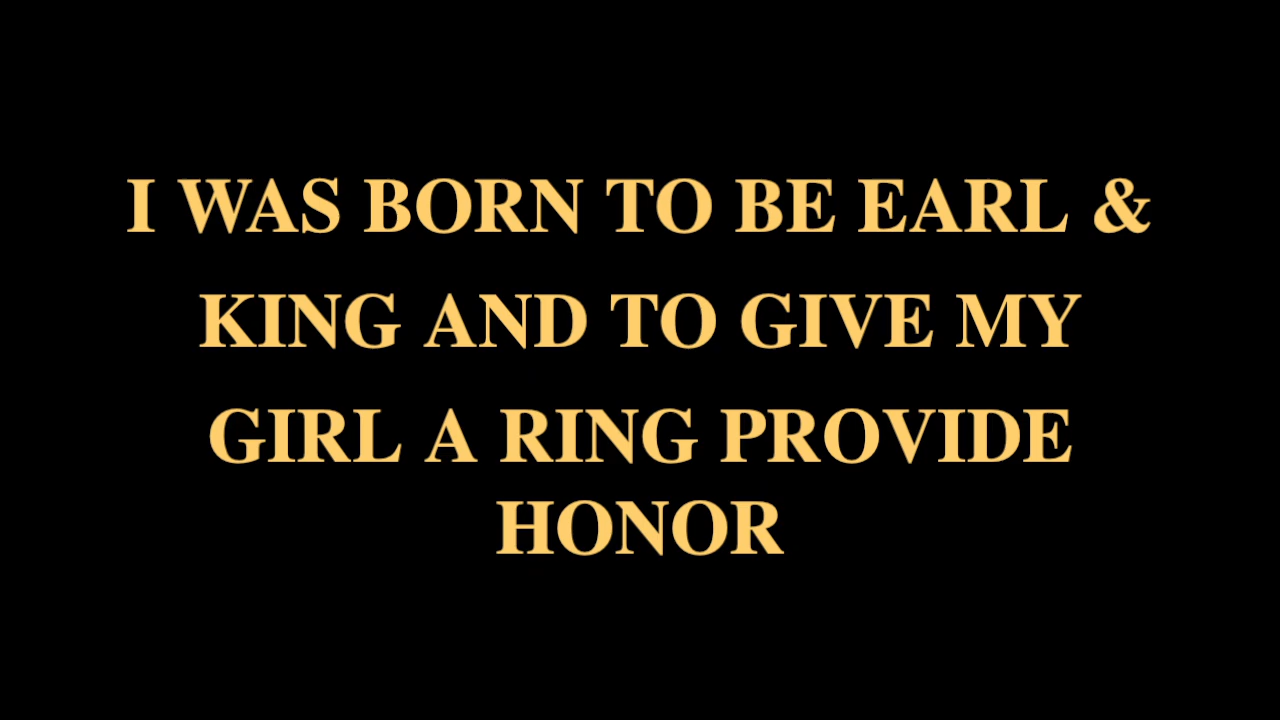 I WAS BORN TO BE EARL &
KING AND TO GIVE MY
GIRL A RING PROVIDE
HONOR